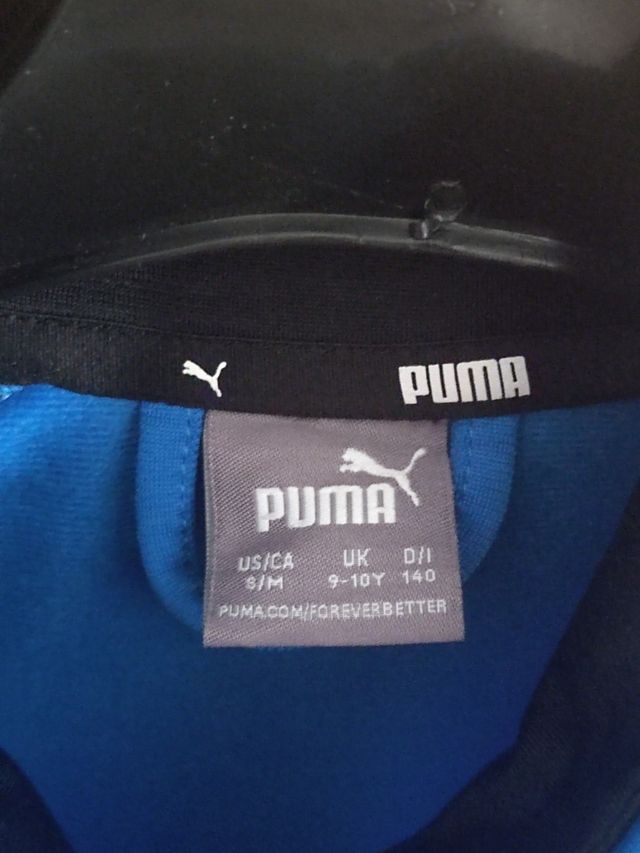 PUMA
PUMA
US/CA UK D/I
S/M 9-10Y 140
PUMA.COM/FOREVERBETTER